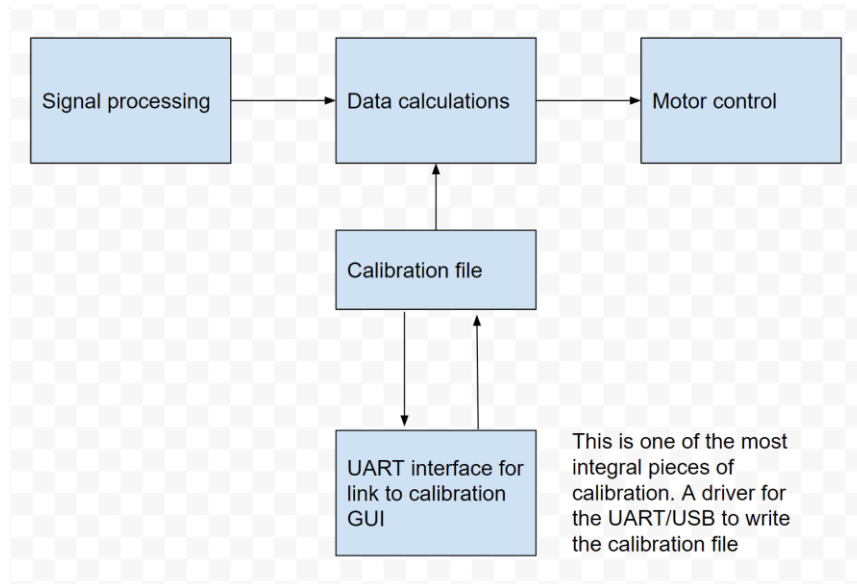 Signal processing
Data calculations
Motor control
Calibration file
UART interface for
link to calibration
GUI
This is one of the most
integral pieces of
calibration. A driver for
the UART/USB to write
the calibration file